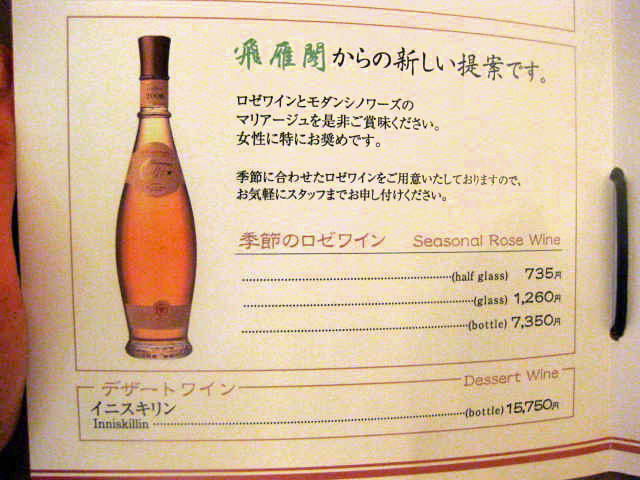 飛雁閣からの新しい提案です。
ロゼワインとモダンシノワーズの
マリアージュを是非ご賞味ください。
女性に特にお奨めです。
季節に合わせたロゼワインをご用意いたしておりますので、
お気軽にスタッフまでお申し付けください。
季節のロゼワイン Seasonal Rose Wine
(half glass) 735円
(glass) 1,260円
(bottle) 7,350円
デザートワイン Dessert Wine
イニスキリン
Inniskillin (bottle) 15,750円